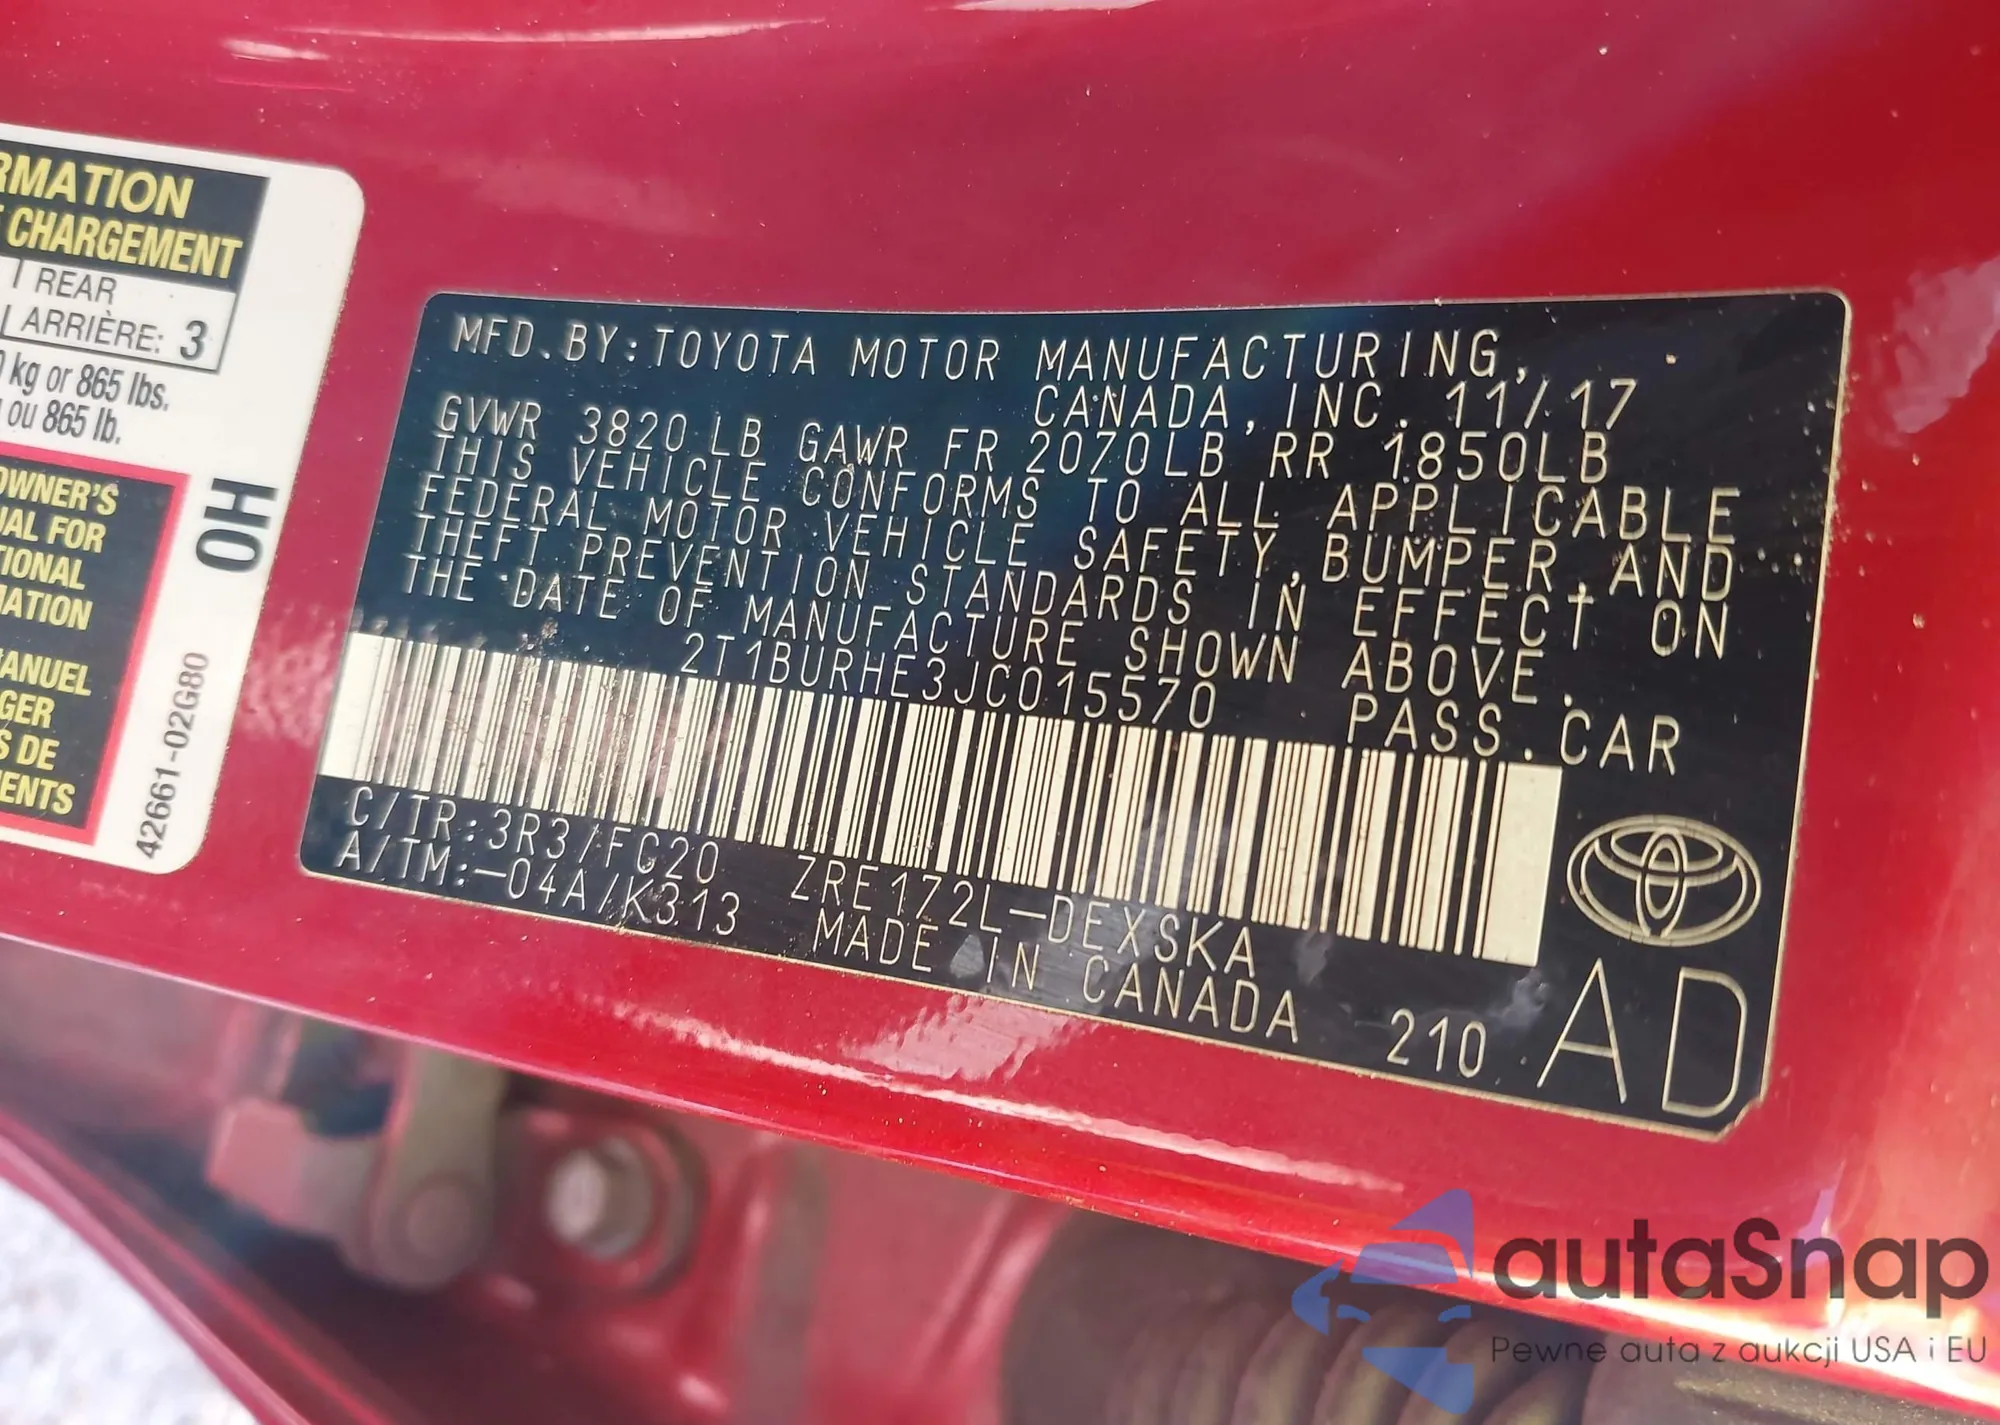 RMATION
CHARGEMENT
REAR
ARRIÈRE: 3
kg or 865 lbs.
ou 865 lb.
OWNER'S
UAL FOR
TIONAL
MATION
MANUEL
GER
S DE
ENTS
OH
42661-02G80
MFD.BY:TOYOTA MOTOR MANUFACTURING,
CANADA,INC. 11/17
GVWR 3820LB GAWR FR 2070LB RR 1850LB
THIS VEHICLE CONFORMS TO ALL APPLICABLE
FEDERAL MOTOR VEHICLE SAFETY,BUMPER,AND
THEFT PREVENTION STANDARDS IN EFFECT ON
THE DATE OF MANUFACTURE SHOWN ABOVE.
2T1BURHE3JC015570 PASS.CAR
C/TR:3R3/FC20 ZRE172L-DEXSKA
A/TM:-04A/K313 MADE IN CANADA 210 AD
autaSnap
Pewne auta z aukcji USA i EU